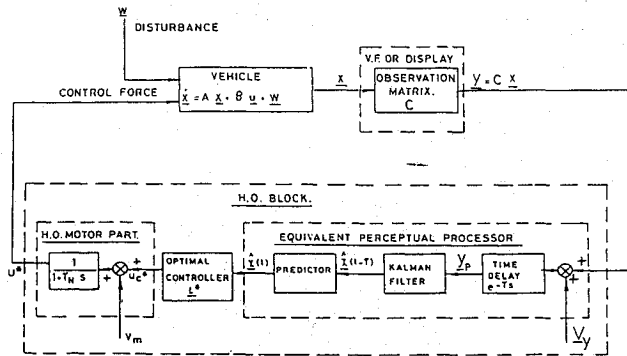 w
DISTURBANCE
V.F. OR DISPLAY
VEHICLE
ẋ = A x + B u + w
x
OBSERVATION
MATRIX.
C
y = C x
CONTROL FORCE
H.O. BLOCK.
H.O. MOTOR PART.
EQUIVALENT PERCEPTUAL PROCESSOR
u*
1
1+T_N S
+
+
u_c*
OPTIMAL
CONTROLLER
L*
x̂(t)
PREDICTOR
x̂(t-T)
KALMAN
FILTER
y_p
TIME
DELAY
e^-Ts
+
+
v_m
V_y